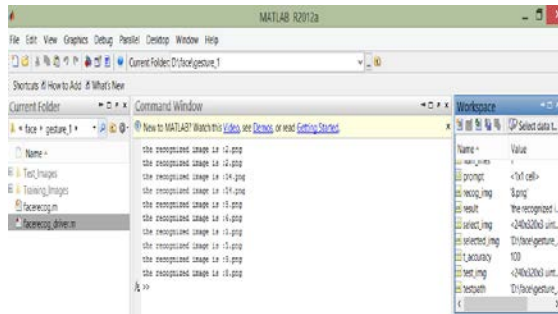 MATLAB R2012a
File Edit View Graphics Debug Parallel Desktop Window Help
Current Folder: D:\face\gesture_1
Shortcuts How to Add What's New
Current Folder
« face ▸ gesture_1 ▸
Name
Test_Images
Training_Images
facerecog.m
facerecog_driver.m
Command Window
New to MATLAB? Watch this Video, see Demos, or read Getting Started.
the recognized image is :2.png
the recognized image is :2.png
the recognized image is :14.png
the recognized image is :14.png
the recognized image is :5.png
the recognized image is :6.png
the recognized image is
the recognized image is
the recognized image is
the recognized image is :8.png
fx >>
Workspace
Select data t...
Name Value
prompt <1x1 cell>
recog_img '8.png'
result 'the recognized i...
select_img <240x320x3 uint...
selected_img 'D:\face\gesture_...
t_accuracy 100
test_img <240x320x3 uint...
testpath 'D:\face\gesture_...